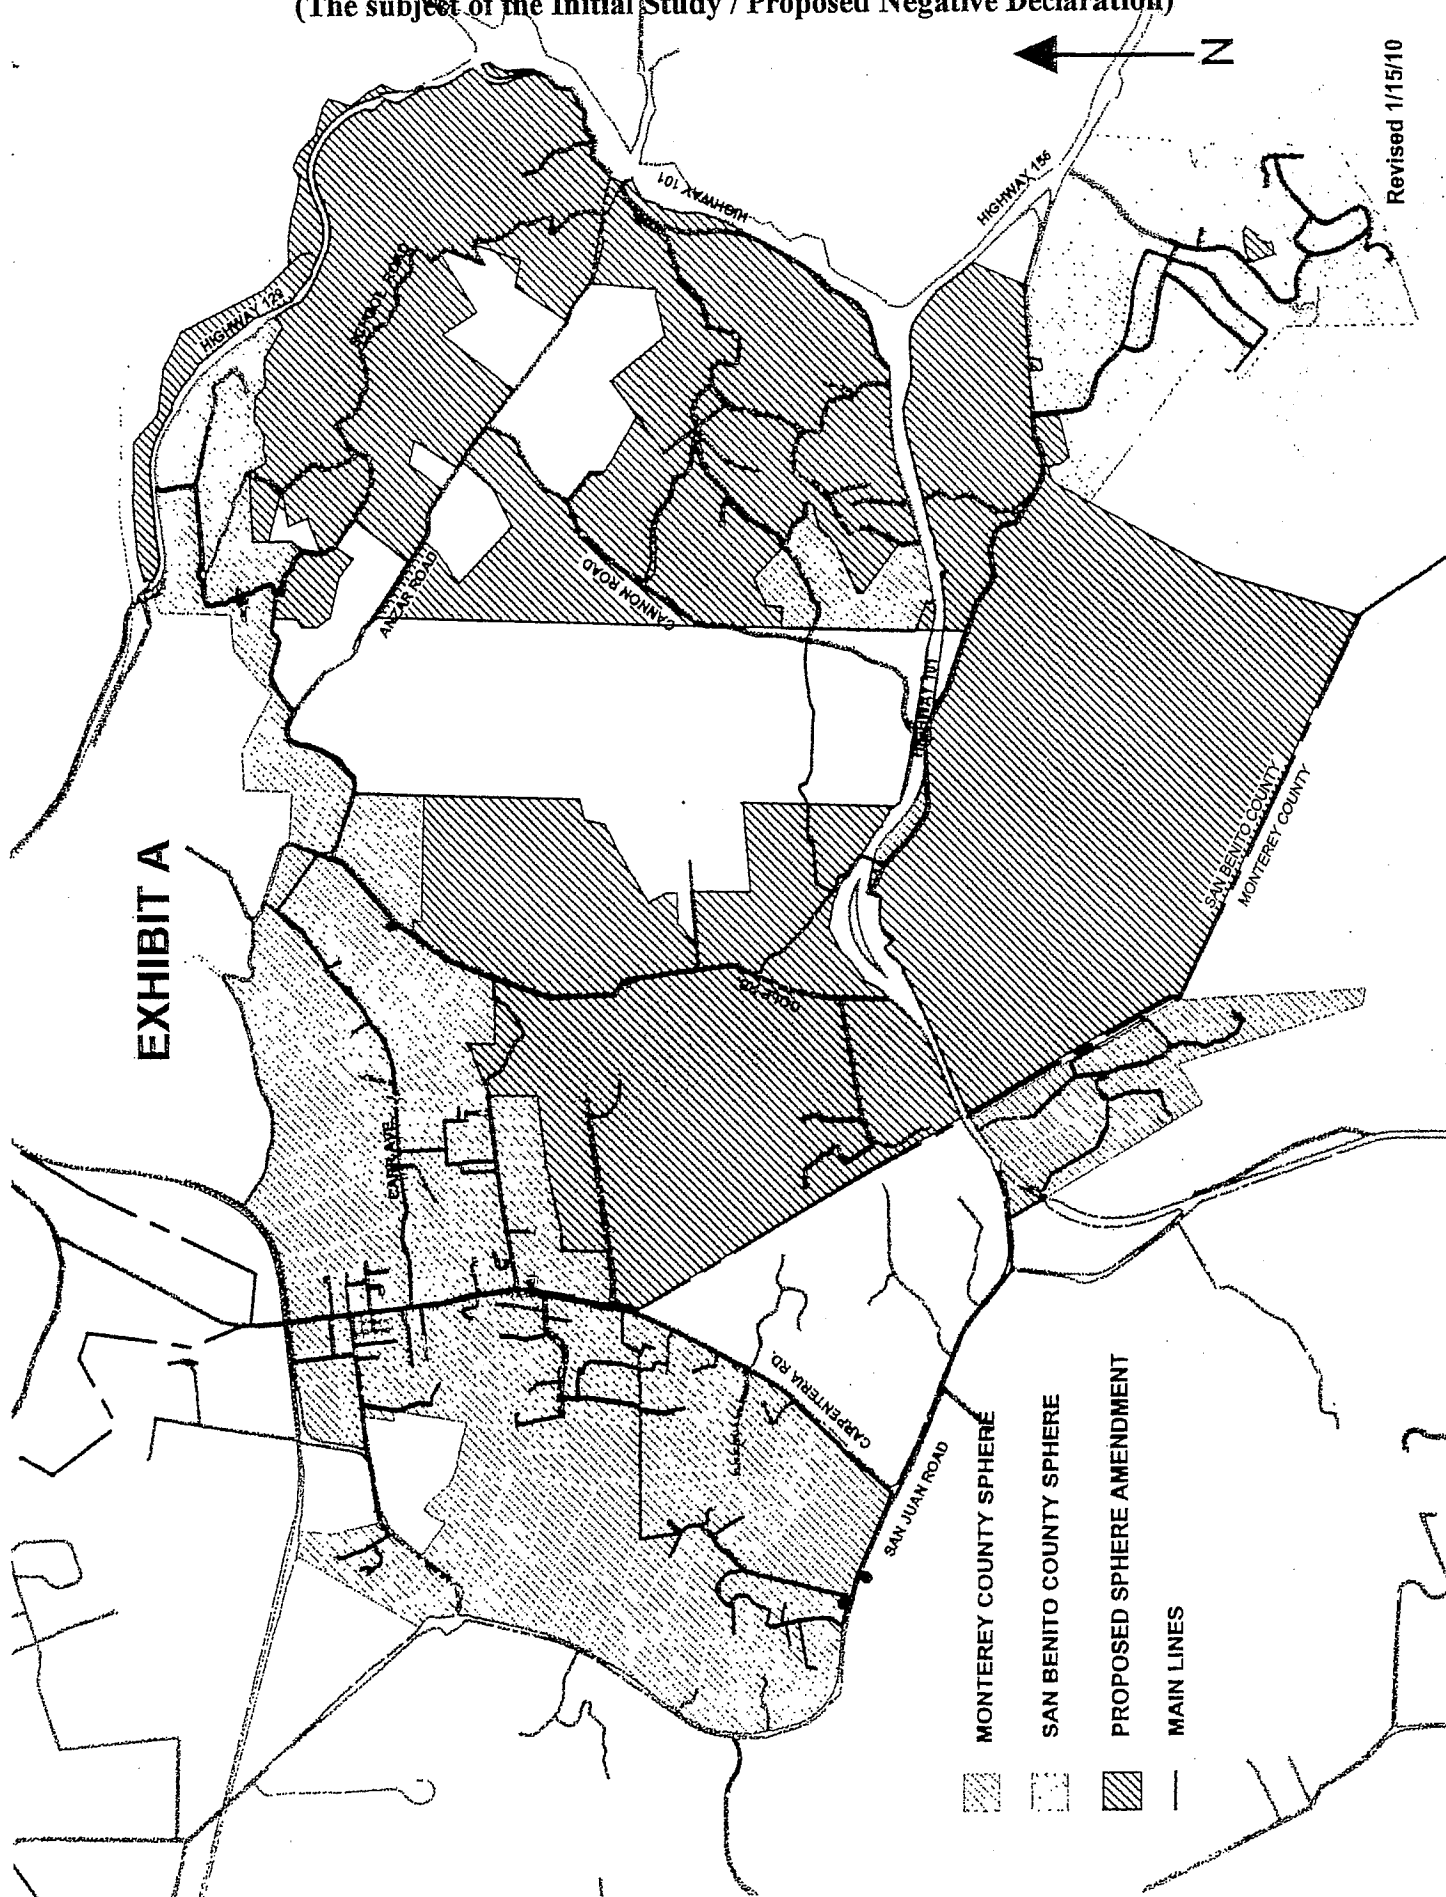 (The subject of the Initial Study / Proposed Negative Declaration)
EXHIBIT A
N
Revised 1/15/10
HIGHWAY 129
SCHOOL ROAD
HIGHWAY 101
HIGHWAY 156
ANZAR ROAD
CANNON ROAD
HIGHWAY 101
SAN BENITO COUNTY
MONTEREY COUNTY
CARR AVE.
CARPENTERIA RD.
SAN JUAN ROAD
MONTEREY COUNTY SPHERE
SAN BENITO COUNTY SPHERE
PROPOSED SPHERE AMENDMENT
MAIN LINES